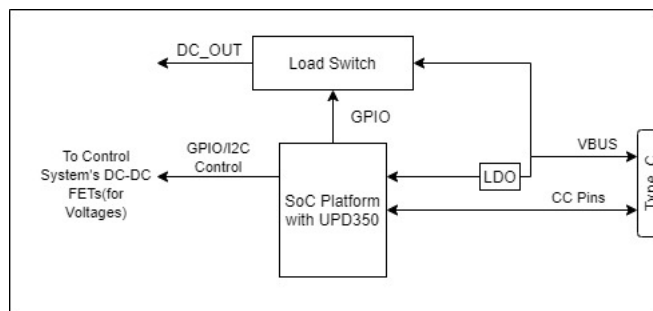 DC_OUT
Load Switch
GPIO
GPIO/I2C
Control
To Control
System's DC-DC
FETs(for
Voltages)
SoC Platform
with UPD350
LDO
VBUS
CC Pins
Type_C